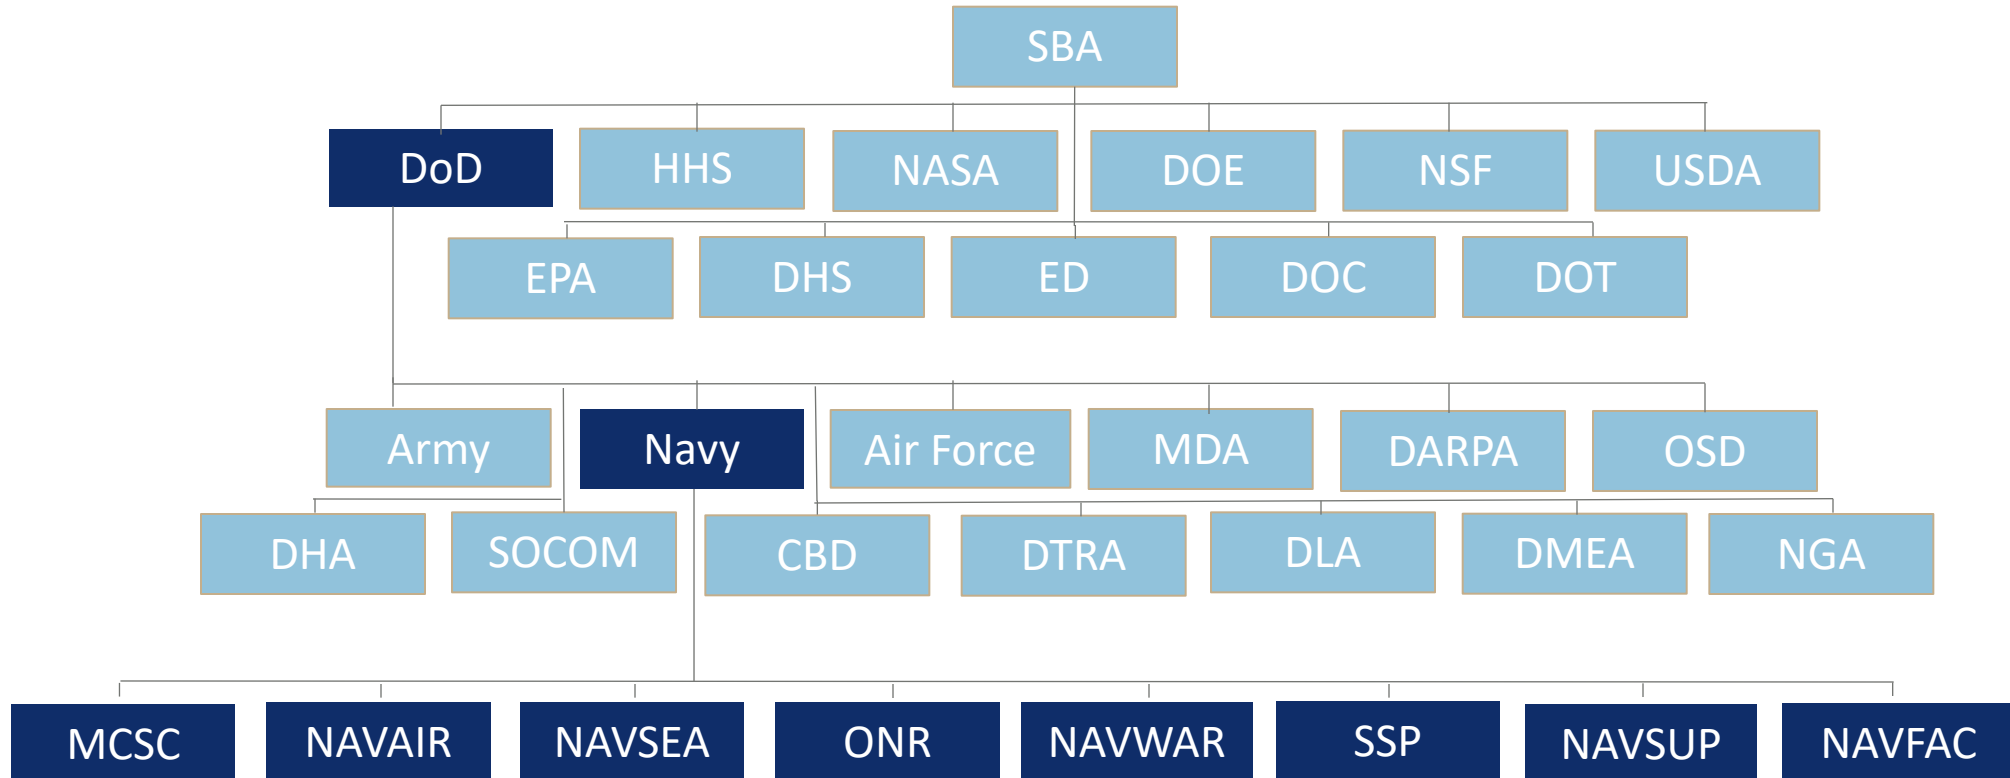 SBA
DoD
HHS
NASA
DOE
NSF
USDA
EPA
DHS
ED
DOC
DOT
Army
Navy
Air Force
MDA
DARPA
OSD
DHA
SOCOM
CBD
DTRA
DLA
DMEA
NGA
MCSC
NAVAIR
NAVSEA
ONR
NAVWAR
SSP
NAVSUP
NAVFAC